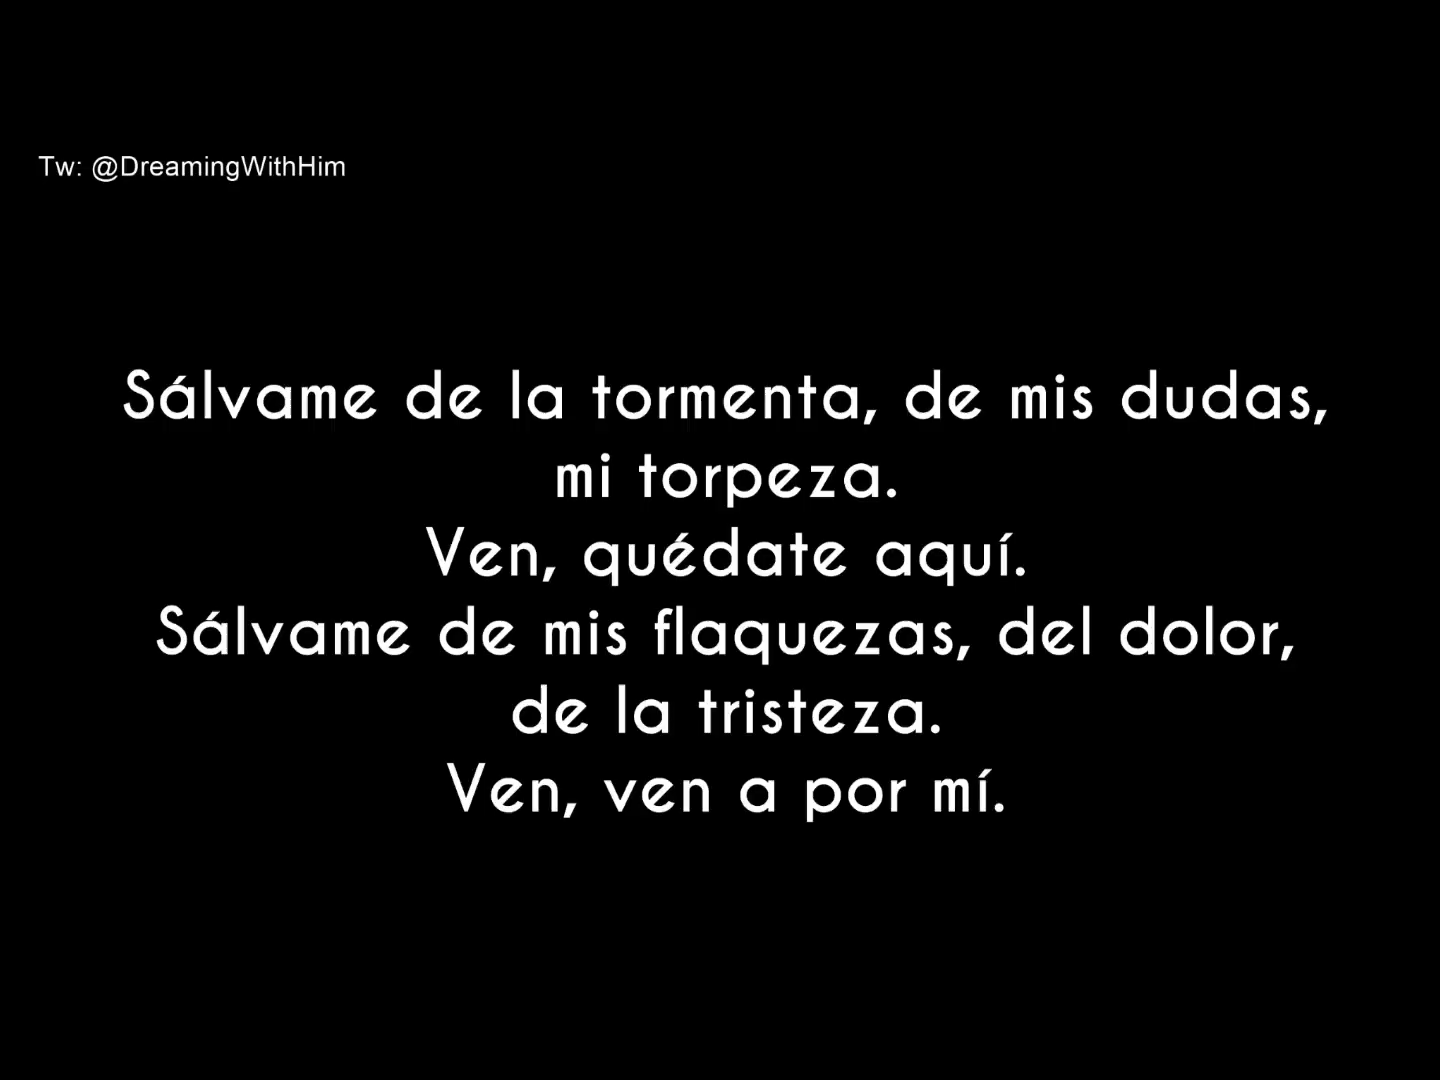 Tw: @DreamingWithHim
Sálvame de la tormenta, de mis dudas,
mi torpeza.
Ven, quédate aquí.
Sálvame de mis flaquezas, del dolor,
de la tristeza.
Ven, ven a por mí.